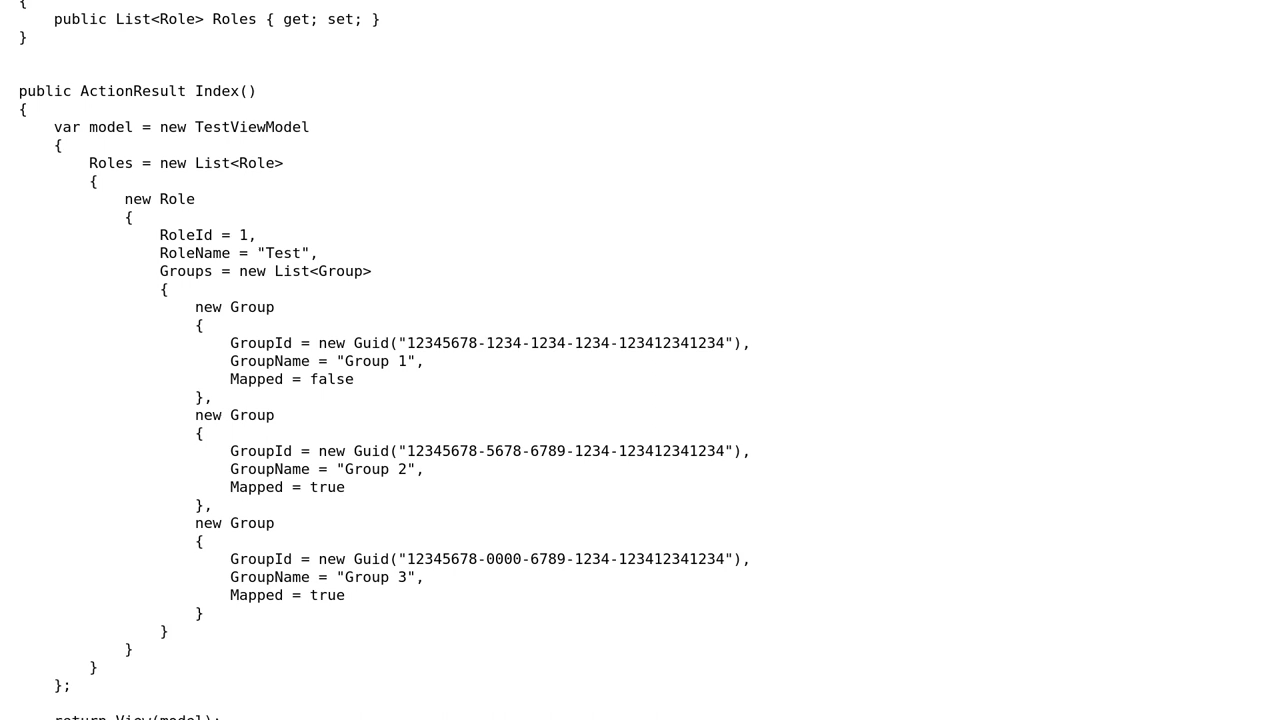 {
    public List<Role> Roles { get; set; }
}
public ActionResult Index()
{
    var model = new TestViewModel
    {
        Roles = new List<Role>
        {
            new Role
            {
                RoleId = 1,
                RoleName = "Test",
                Groups = new List<Group>
                {
                    new Group
                    {
                        GroupId = new Guid("12345678-1234-1234-1234-123412341234"),
                        GroupName = "Group 1",
                        Mapped = false
                    },
                    new Group
                    {
                        GroupId = new Guid("12345678-5678-6789-1234-123412341234"),
                        GroupName = "Group 2",
                        Mapped = true
                    },
                    new Group
                    {
                        GroupId = new Guid("12345678-0000-6789-1234-123412341234"),
                        GroupName = "Group 3",
                        Mapped = true
                    }
                }
            }
        }
    };
    return View(model);